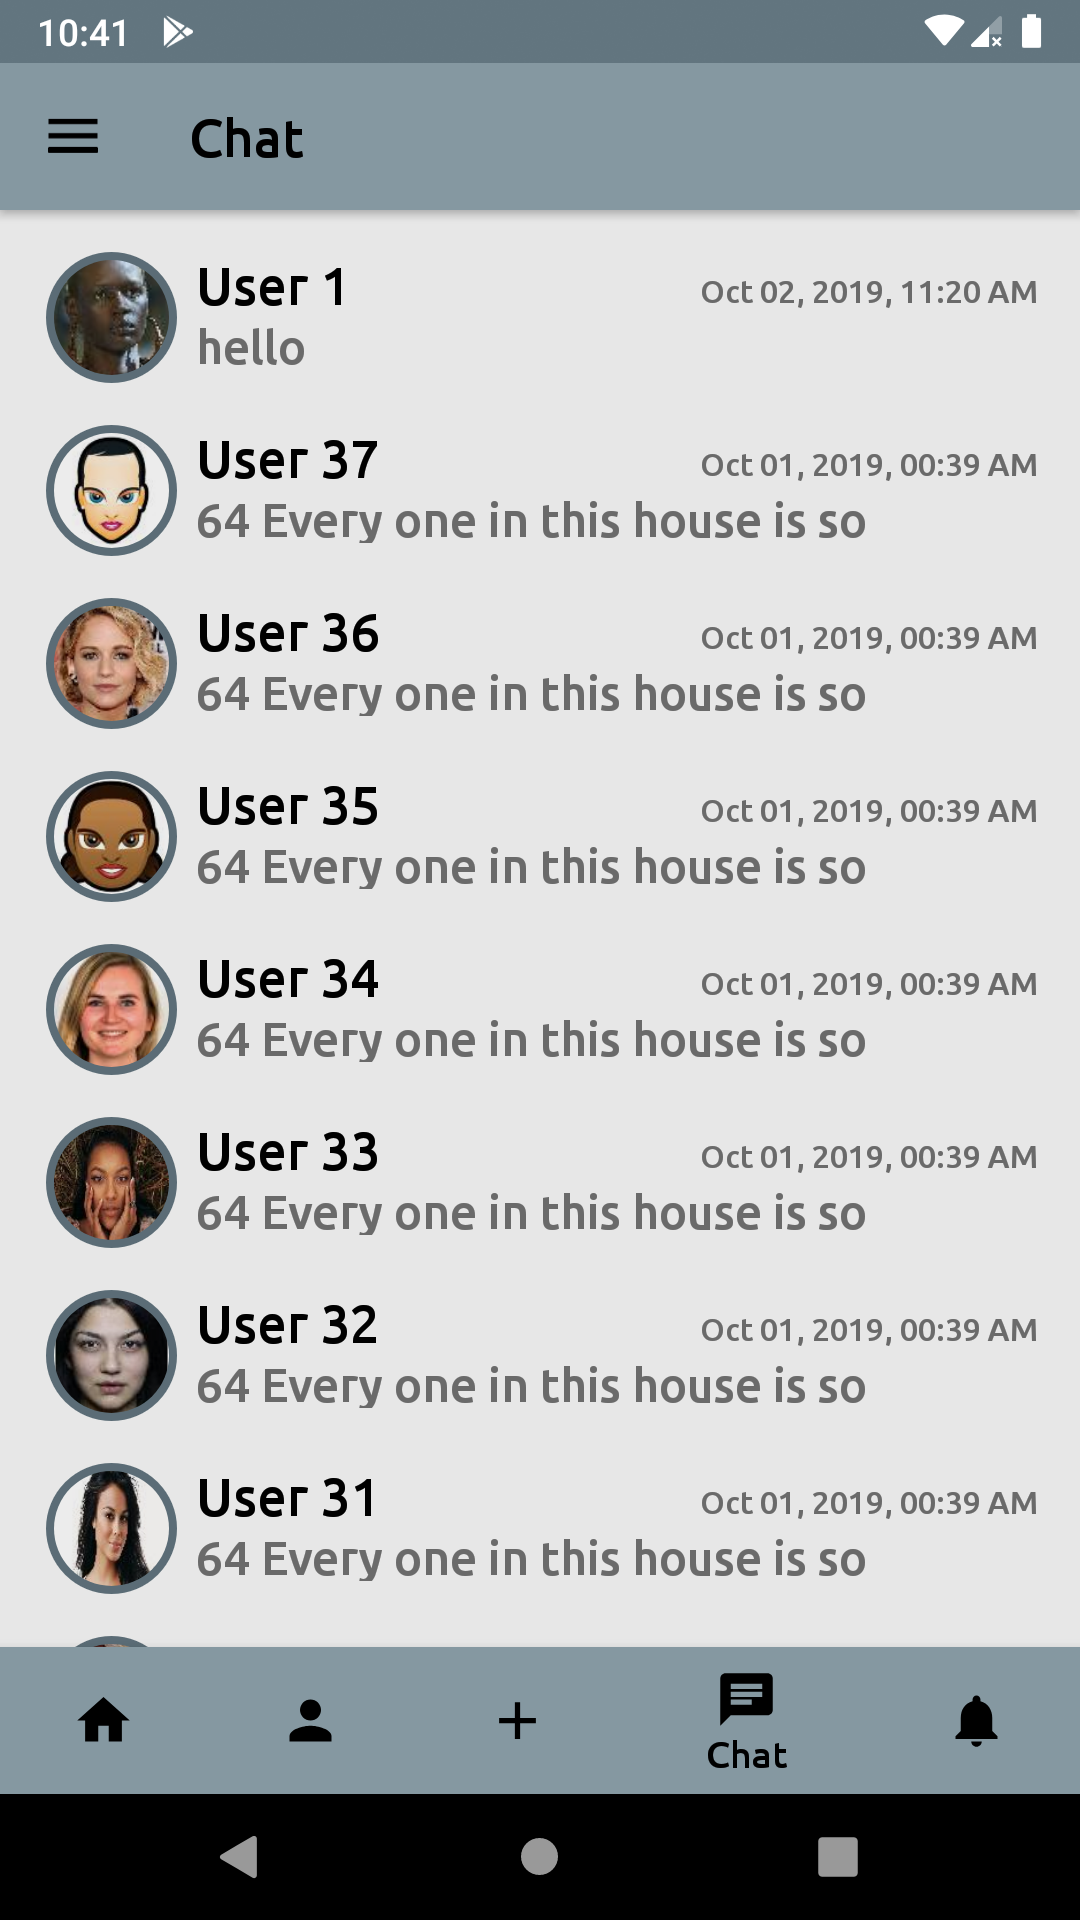 10:41
Chat
User 1
Oct 02, 2019, 11:20 AM
hello
User 37
Oct 01, 2019, 00:39 AM
64 Every one in this house is so
User 36
Oct 01, 2019, 00:39 AM
64 Every one in this house is so
User 35
Oct 01, 2019, 00:39 AM
64 Every one in this house is so
User 34
Oct 01, 2019, 00:39 AM
64 Every one in this house is so
User 33
Oct 01, 2019, 00:39 AM
64 Every one in this house is so
User 32
Oct 01, 2019, 00:39 AM
64 Every one in this house is so
User 31
Oct 01, 2019, 00:39 AM
64 Every one in this house is so
Chat